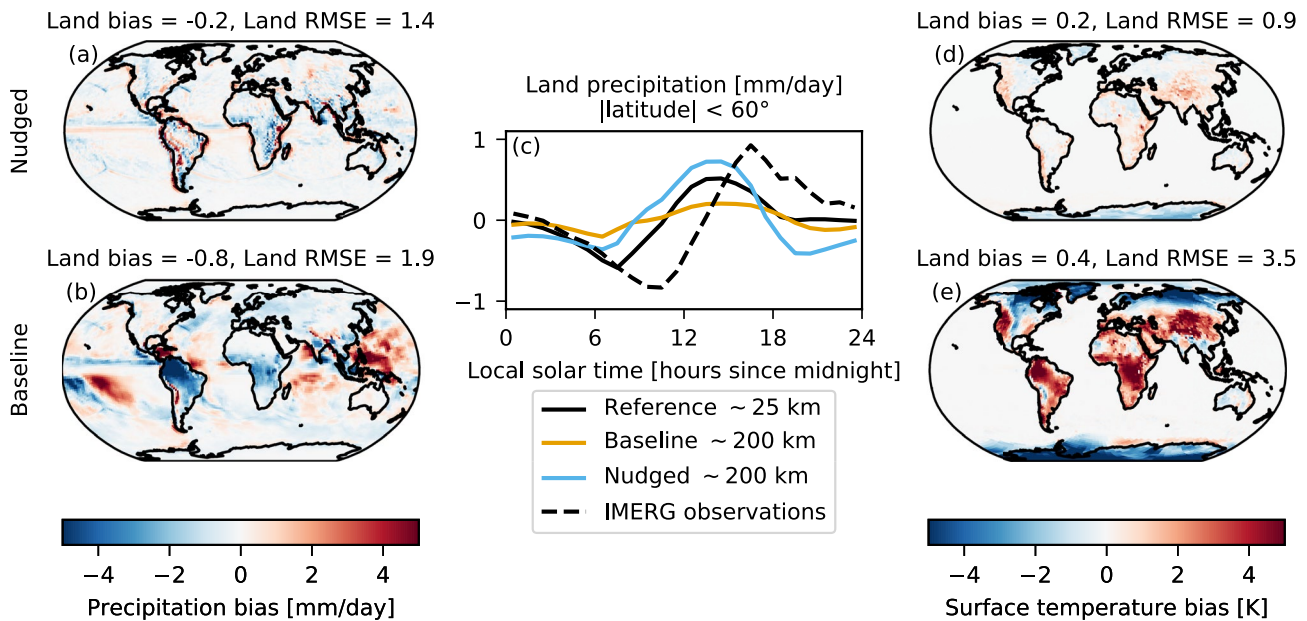 Land bias = -0.2, Land RMSE = 1.4
Land bias = 0.2, Land RMSE = 0.9
Nudged
(a)
(d)
Land precipitation [mm/day]
|latitude| < 60°
(c)
1
0
−1
0 6 12 18 24
Local solar time [hours since midnight]
Land bias = -0.8, Land RMSE = 1.9
Land bias = 0.4, Land RMSE = 3.5
Baseline
(b)
(e)
Reference ~ 25 km
Baseline ~ 200 km
Nudged ~ 200 km
IMERG observations
−4 −2 0 2 4
Precipitation bias [mm/day]
−4 −2 0 2 4
Surface temperature bias [K]